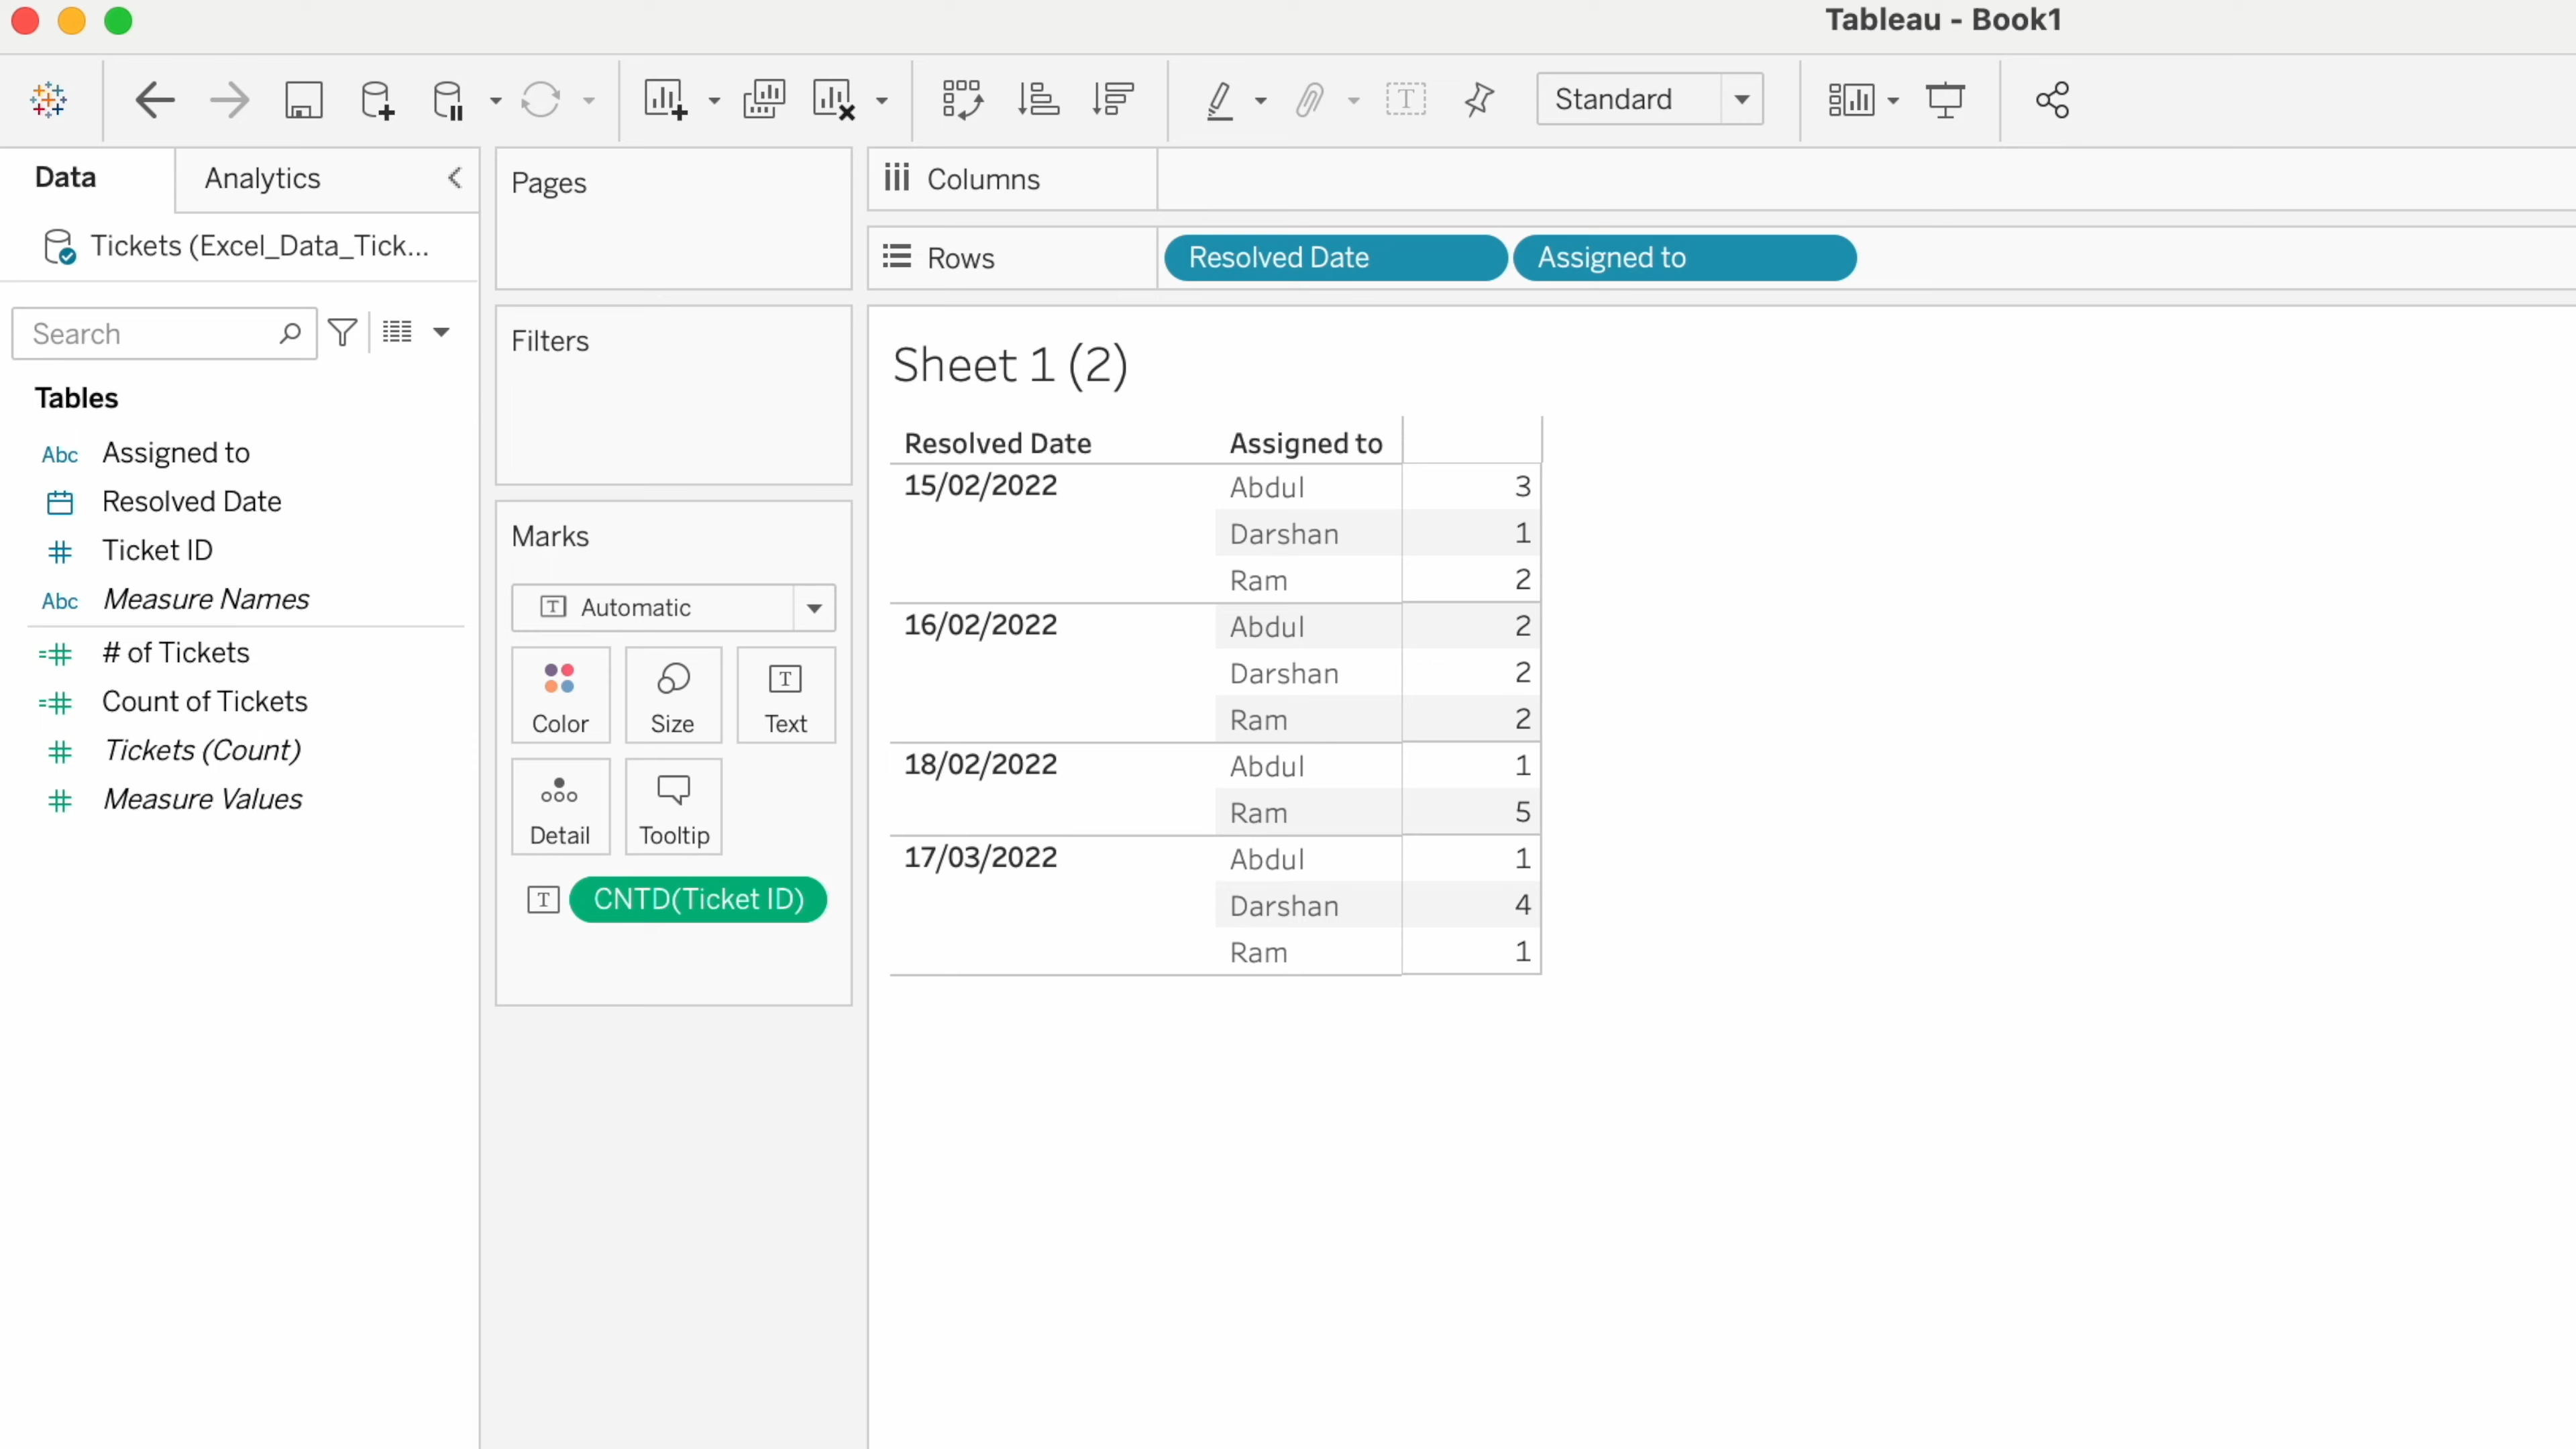 Tableau - Book1
Standard
Data
Analytics
Tickets (Excel_Data_Tick...
Search
Tables
Abc Assigned to
Resolved Date
Ticket ID
Abc Measure Names
=# # of Tickets
=# Count of Tickets
# Tickets (Count)
# Measure Values
Pages
Filters
Marks
T Automatic
Color
Size
T Text
Detail
Tooltip
T CNTD(Ticket ID)
Columns
Rows Resolved Date Assigned to
Sheet 1 (2)
Resolved Date Assigned to
15/02/2022 Abdul 3
Darshan 1
Ram 2
16/02/2022 Abdul 2
Darshan 2
Ram 2
18/02/2022 Abdul 1
Ram 5
17/03/2022 Abdul 1
Darshan 4
Ram 1